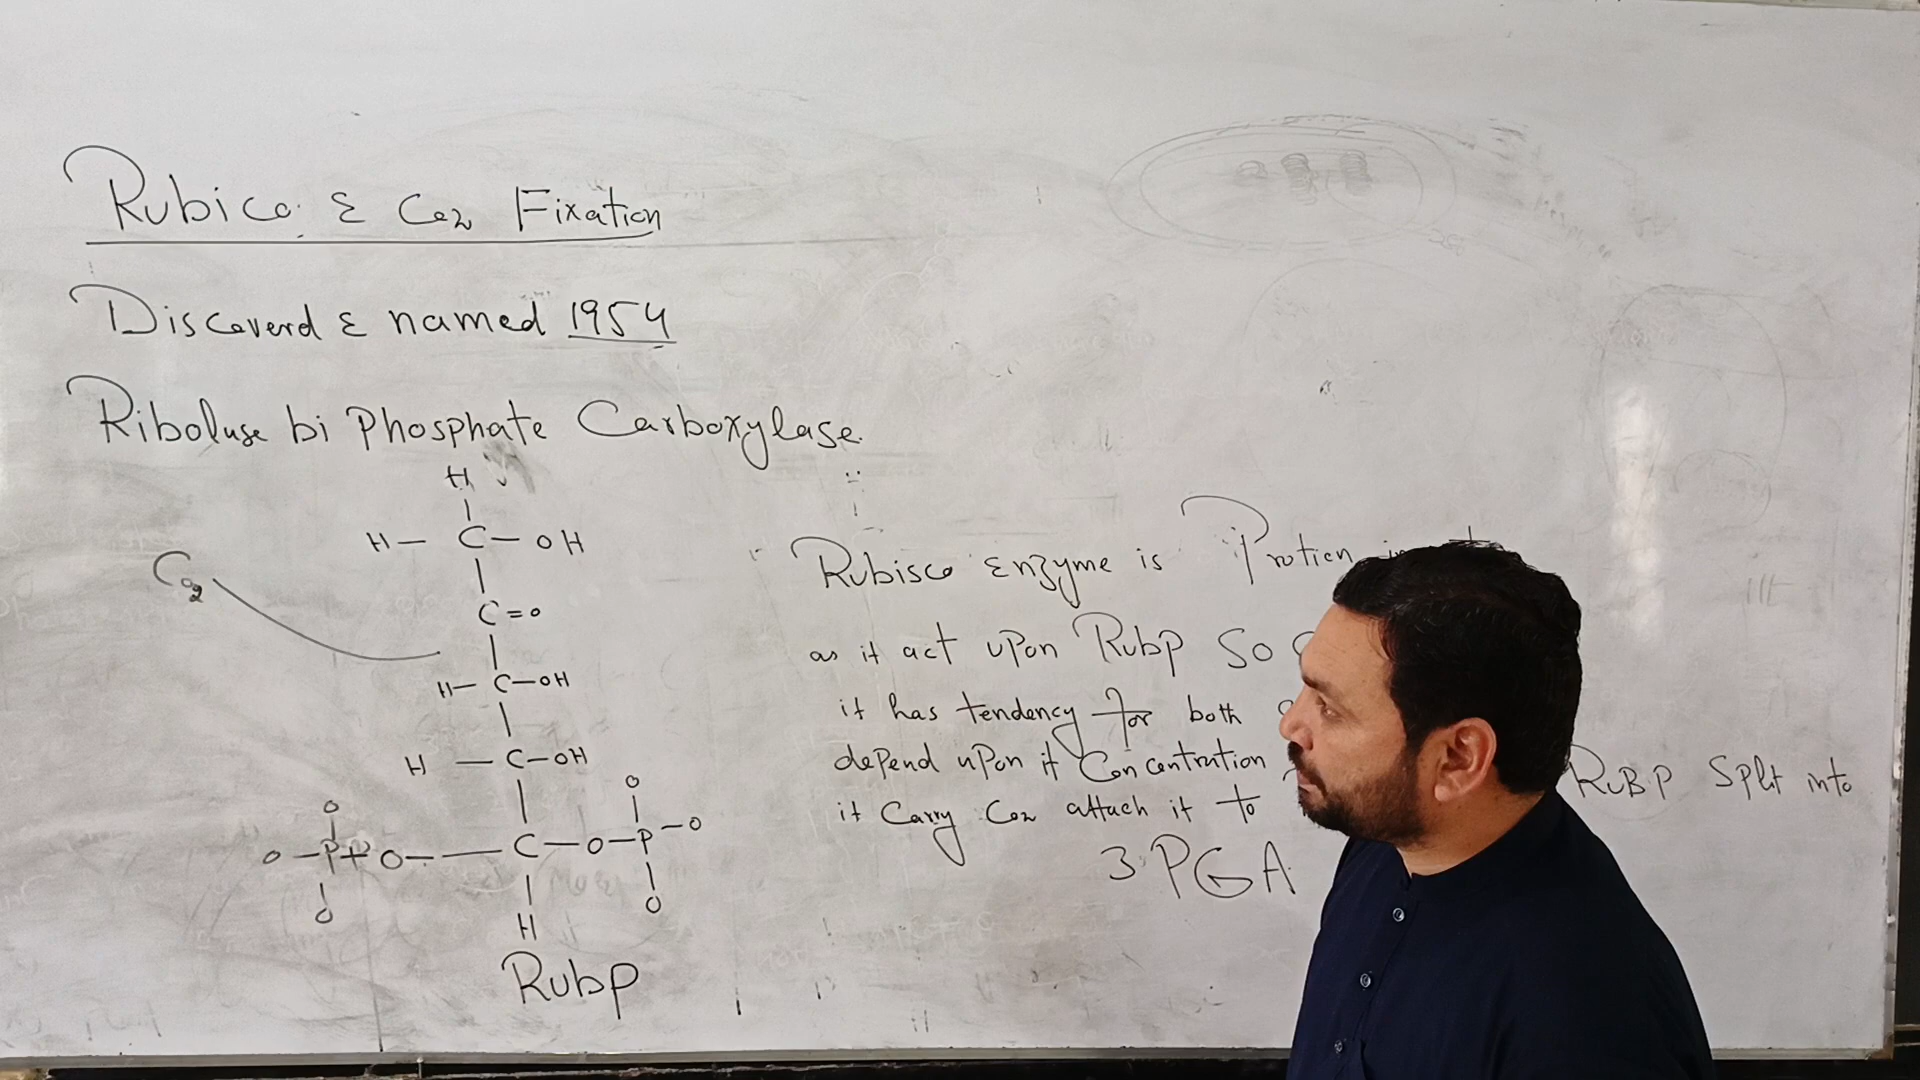 Rubico & Co2 Fixation
Discoverd & named 1954
Riboluse bi Phosphate Carboxylase
H
H — C — OH
Co2
C = O
H — C — OH
H — C — OH
O O
O — P + O — C — O — P — O
O O
H
Rubp
Rubisco Enzyme is Protien in
as it act upon Rubp So
it has tendency for both
depend upon it Concentration
RuBP Split into
it Carry Co2 attach it to
3 PGA